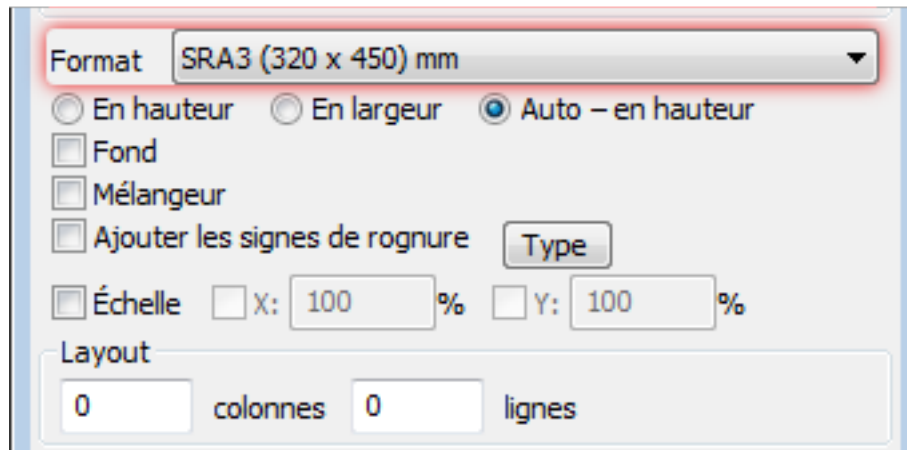 Format SRA3 (320 x 450) mm
En hauteur En largeur Auto – en hauteur
Fond
Mélangeur
Ajouter les signes de rognure Type
Échelle X: 100 % Y: 100 %
Layout
0 colonnes 0 lignes